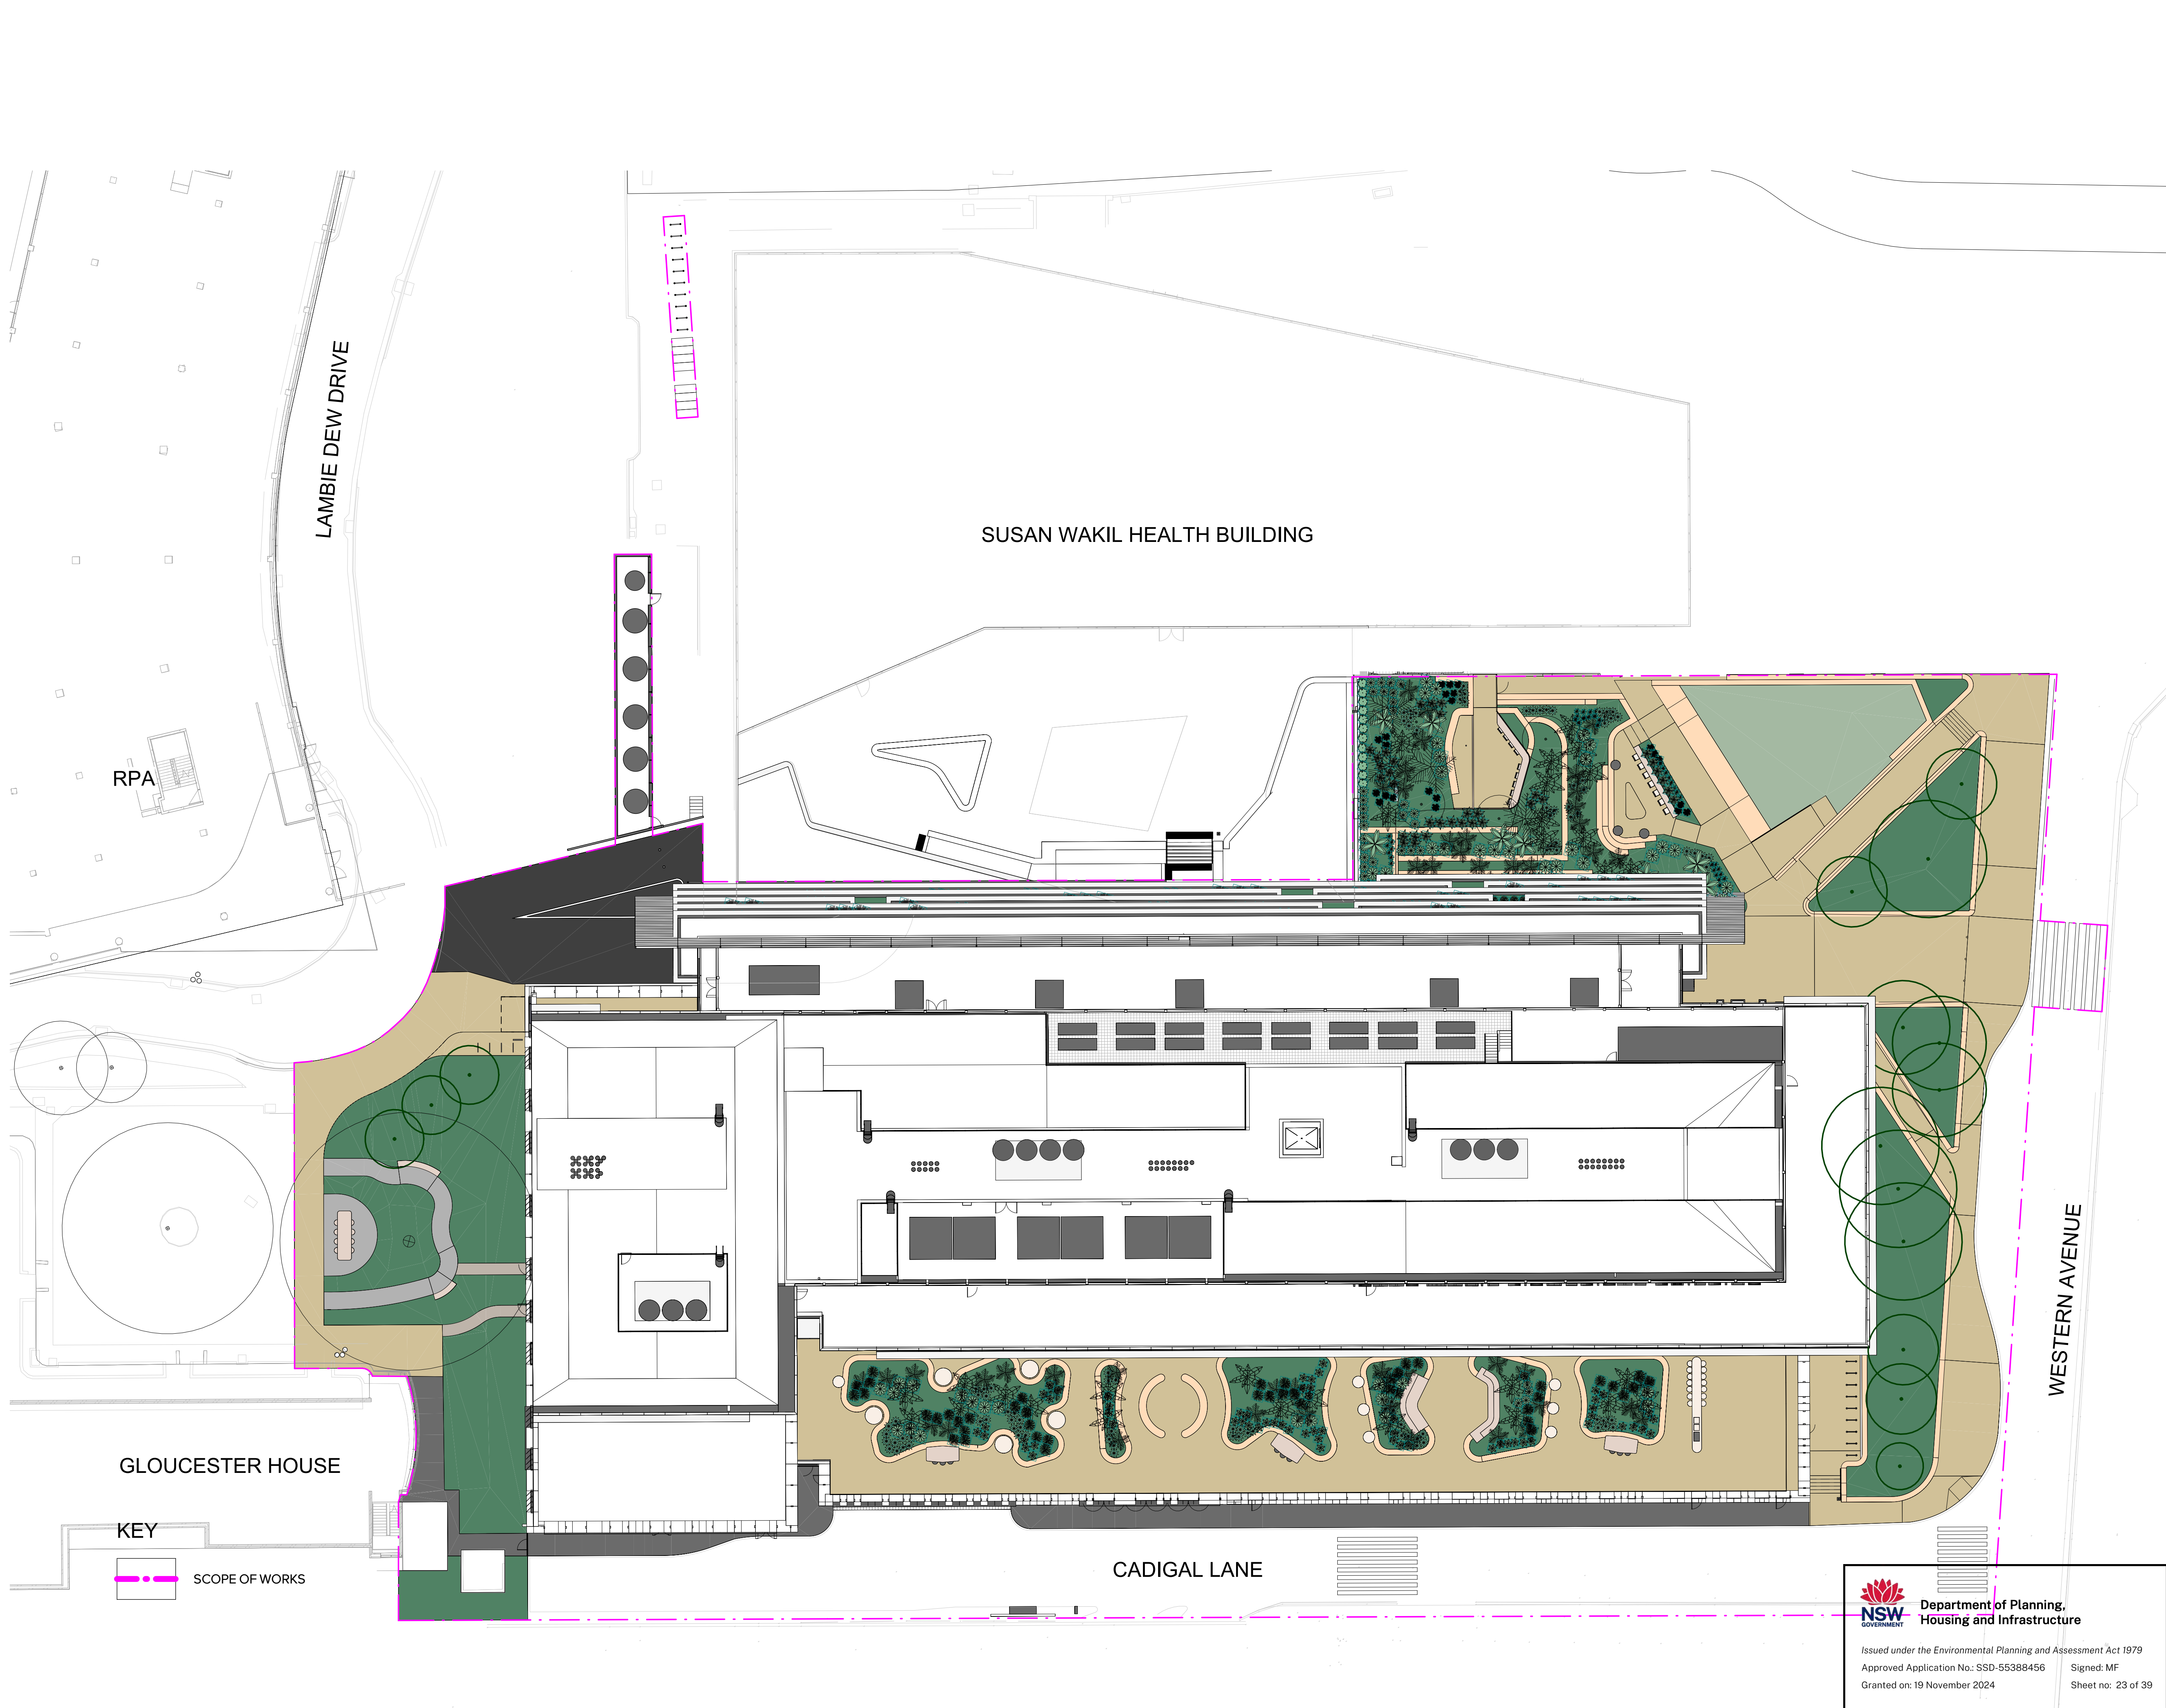 LAMBIE DEW DRIVE
SUSAN WAKIL HEALTH BUILDING
RPA
WESTERN AVENUE
GLOUCESTER HOUSE
KEY
SCOPE OF WORKS
CADIGAL LANE
NSW
GOVERNMENT
Department of Planning,
Housing and Infrastructure
Issued under the Environmental Planning and Assessment Act 1979
Approved Application No.: SSD-55388456 Signed: MF
Granted on: 19 November 2024 Sheet no: 23 of 39